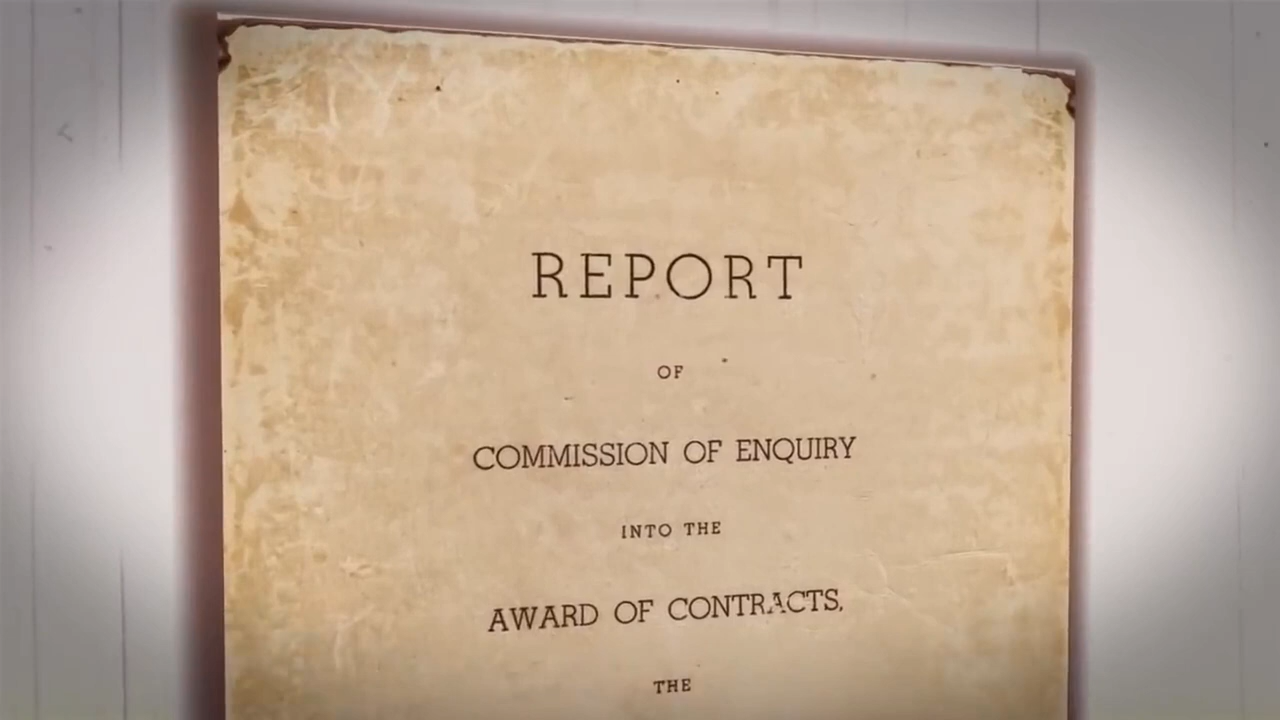 REPORT
OF
COMMISSION OF ENQUIRY
INTO THE
AWARD OF CONTRACTS,
THE